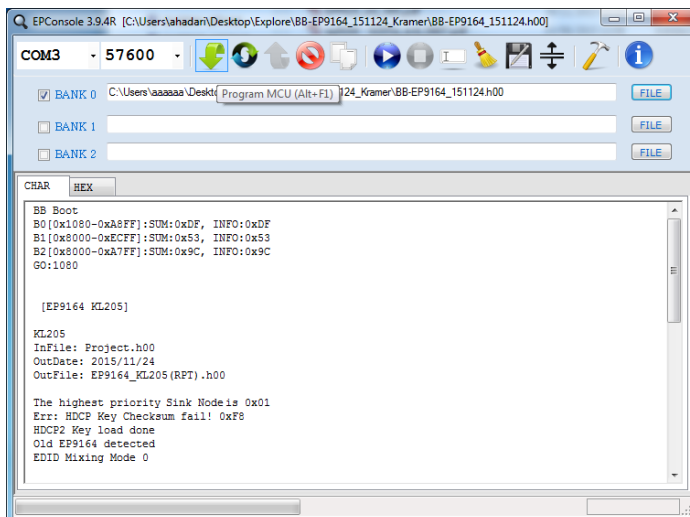 EPConsole 3.9.4R [C:\Users\ahadari\Desktop\Explore\BB-EP9164_151124_Kramer\BB-EP9164_151124.h00]
COM3 57600
BANK 0 C:\Users\aaaaaa\Deskt Program MCU (Alt+F1) 124_Kramer\BB-EP9164_151124.h00 FILE
BANK 1 FILE
BANK 2 FILE
CHAR HEX
BB Boot
B0[0x1080-0xA8FF]:SUM:0xDF, INFO:0xDF
B1[0x8000-0xECFF]:SUM:0x53, INFO:0x53
B2[0x8000-0xA7FF]:SUM:0x9C, INFO:0x9C
GO:1080
[EP9164 KL205]
KL205
InFile: Project.h00
OutDate: 2015/11/24
OutFile: EP9164_KL205(RPT).h00
The highest priority Sink Node is 0x01
Err: HDCP Key Checksum fail! 0xF8
HDCP2 Key load done
Old EP9164 detected
EDID Mixing Mode 0